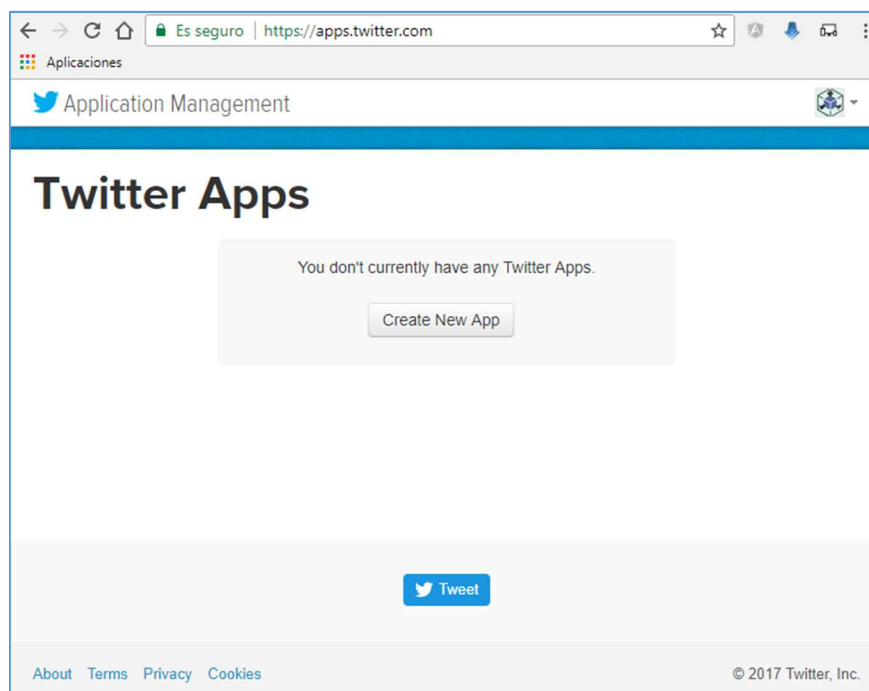 Es seguro | https://apps.twitter.com
Aplicaciones
Application Management
Twitter Apps
You don't currently have any Twitter Apps.
Create New App
Tweet
About Terms Privacy Cookies © 2017 Twitter, Inc.